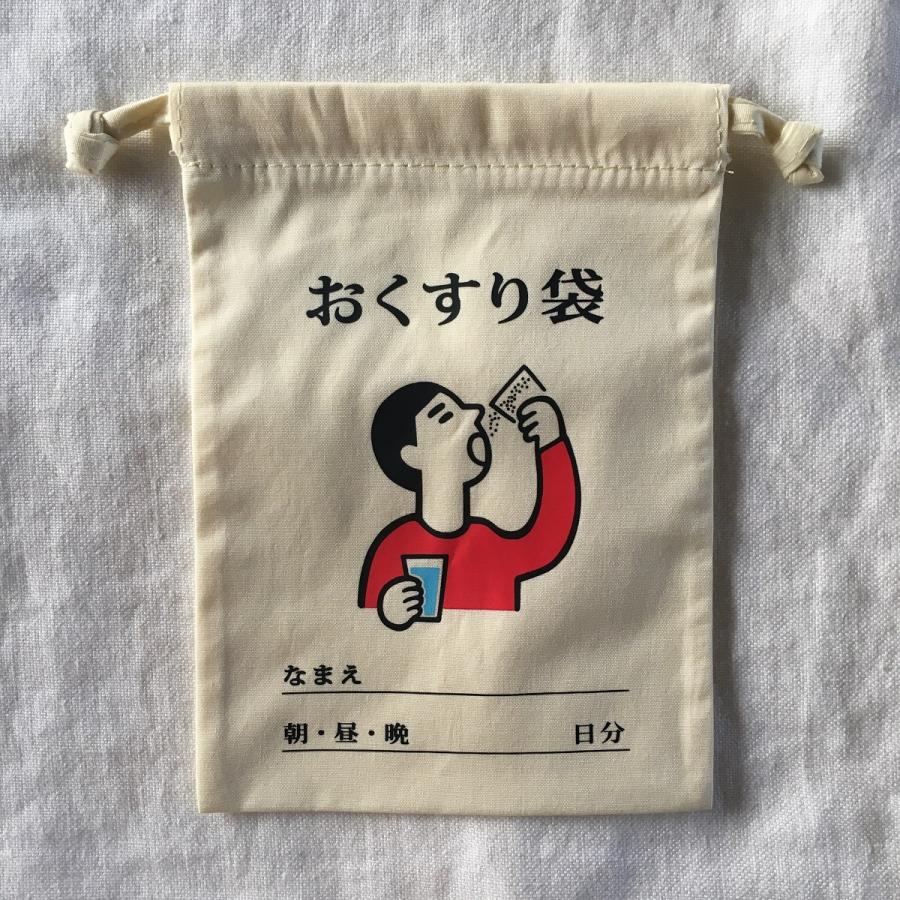 おくすり袋
なまえ
朝・昼・晩 日分